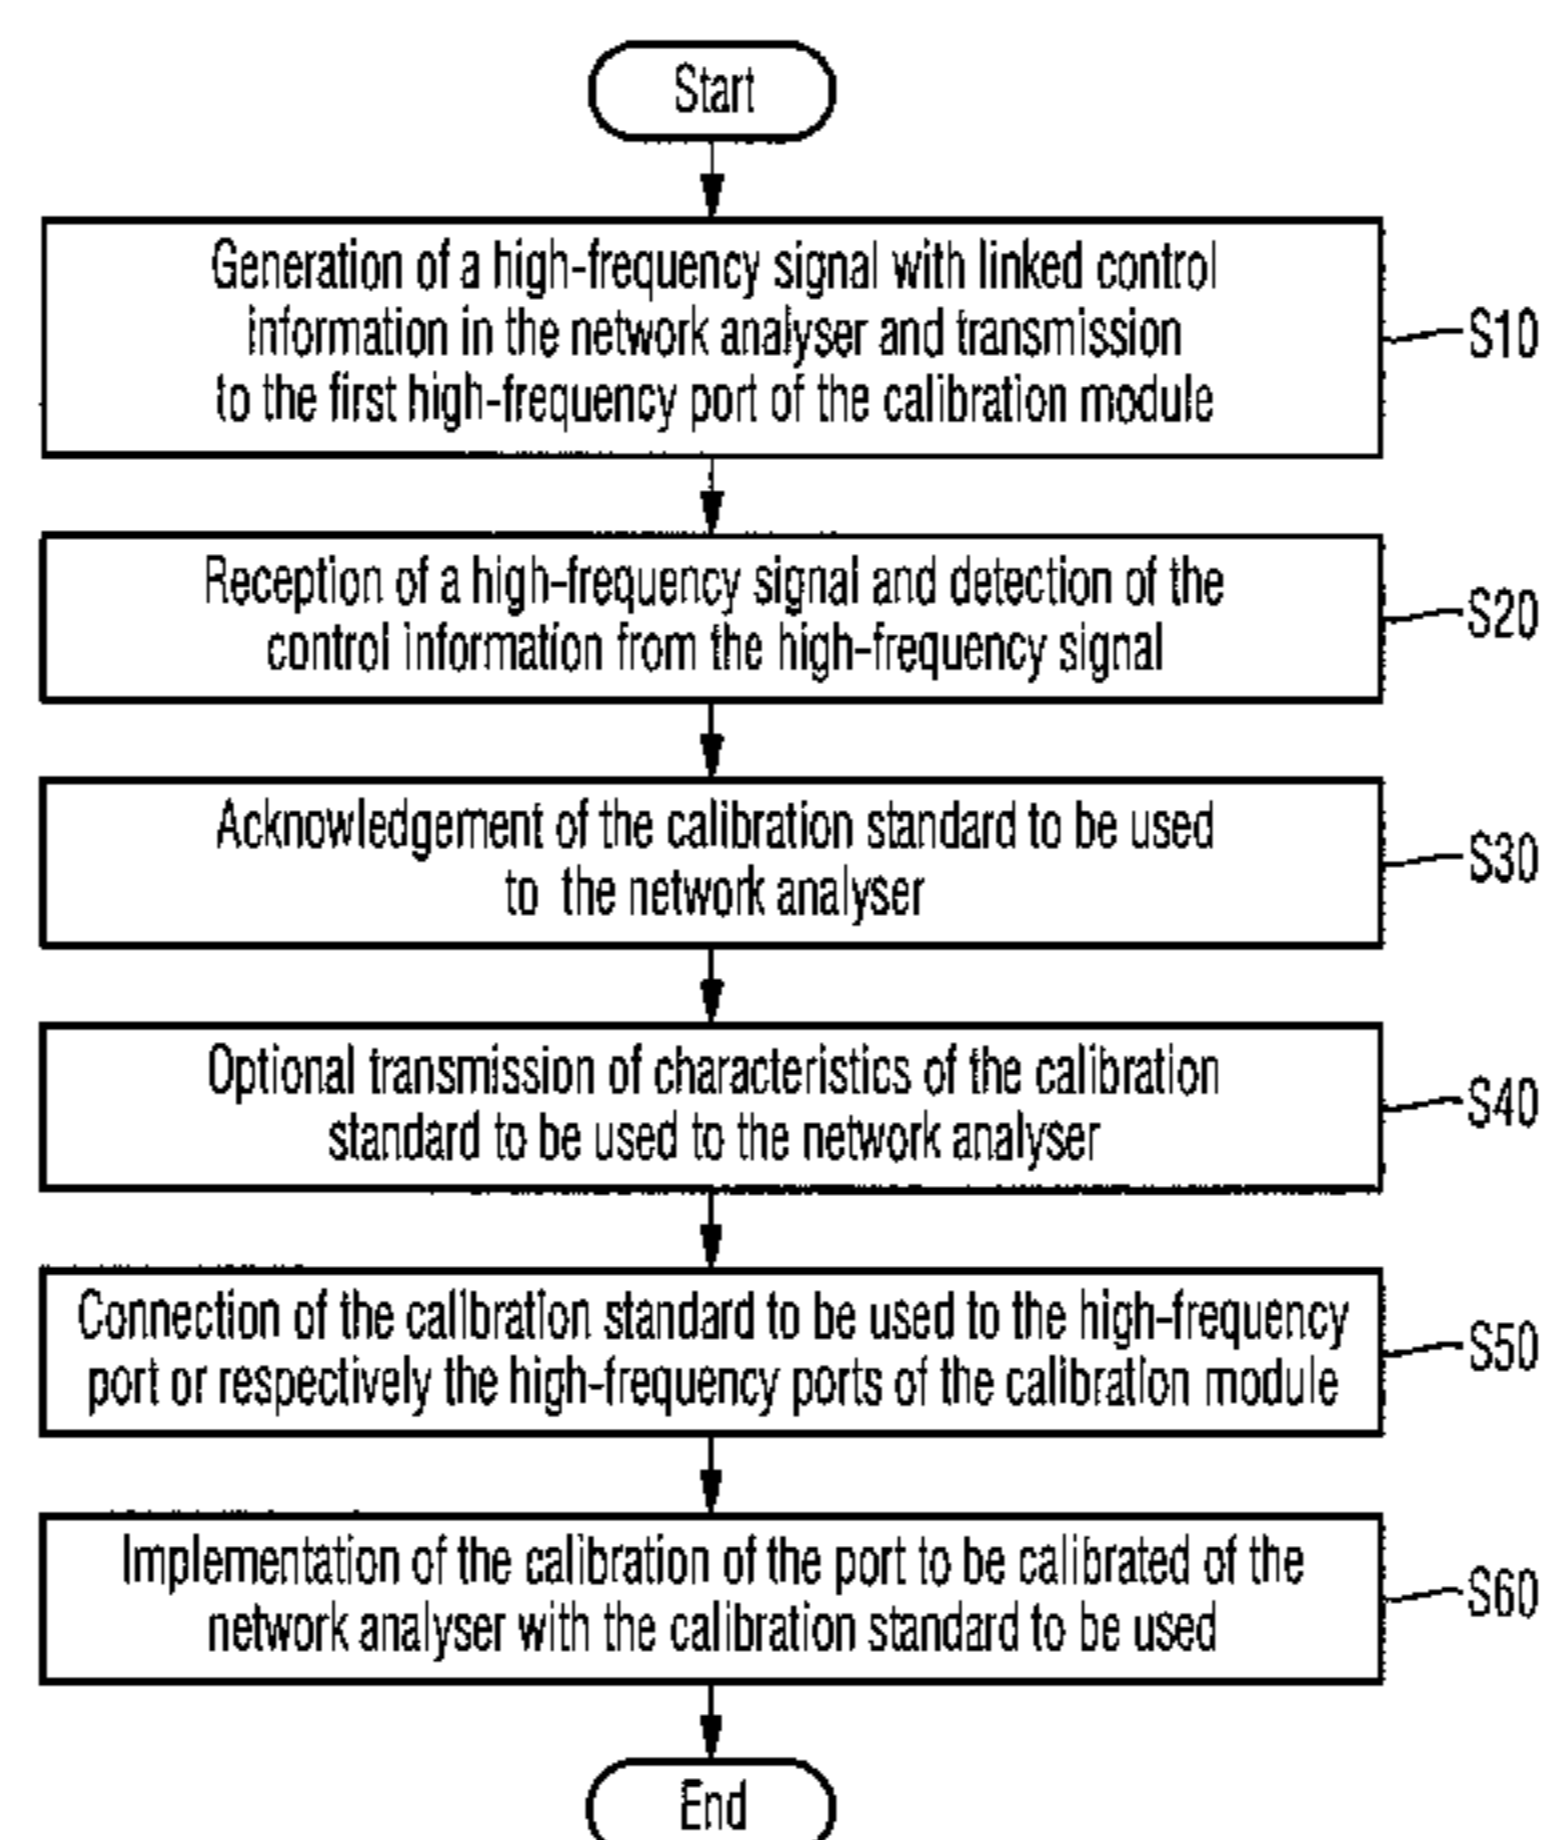 Start
Generation of a high-frequency signal with linked control
information in the network analyser and transmission
to the first high-frequency port of the calibration module
S10
Reception of a high-frequency signal and detection of the
control information from the high-frequency signal
S20
Acknowledgement of the calibration standard to be used
to the network analyser
S30
Optional transmission of characteristics of the calibration
standard to be used to the network analyser
S40
Connection of the calibration standard to be used to the high-frequency
port or respectively the high-frequency ports of the calibration module
S50
Implementation of the calibration of the port to be calibrated of the
network analyser with the calibration standard to be used
S60
End